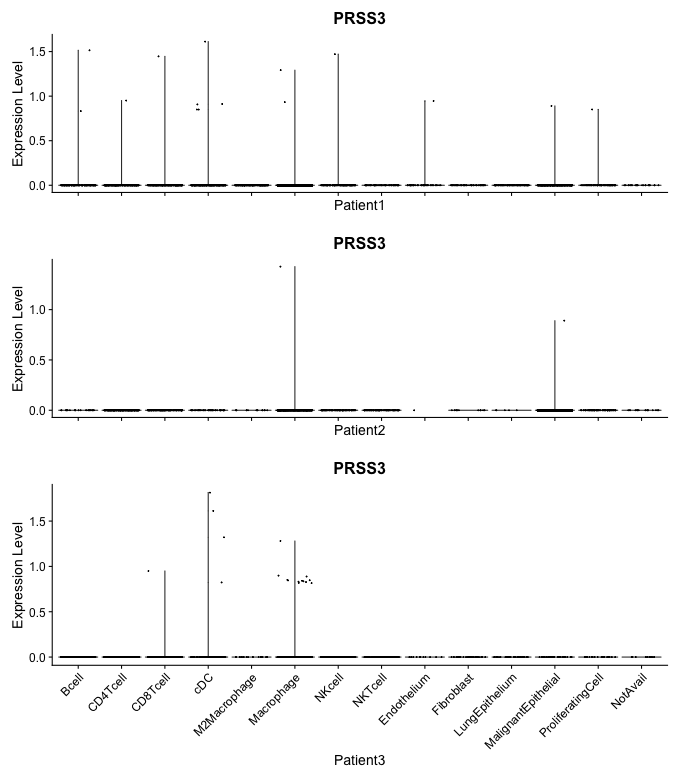 PRSS3
Expression Level
1.5
1.0
0.5
0.0
Patient1
PRSS3
Expression Level
1.0
0.5
0.0
Patient2
PRSS3
Expression Level
1.5
1.0
0.5
0.0
Bcell
CD4Tcell
CD8Tcell
cDC
M2Macrophage
Macrophage
NKcell
NKTcell
Endothelium
Fibroblast
LungEpithelium
MalignantEpithelial
ProliferatingCell
NotAvail
Patient3